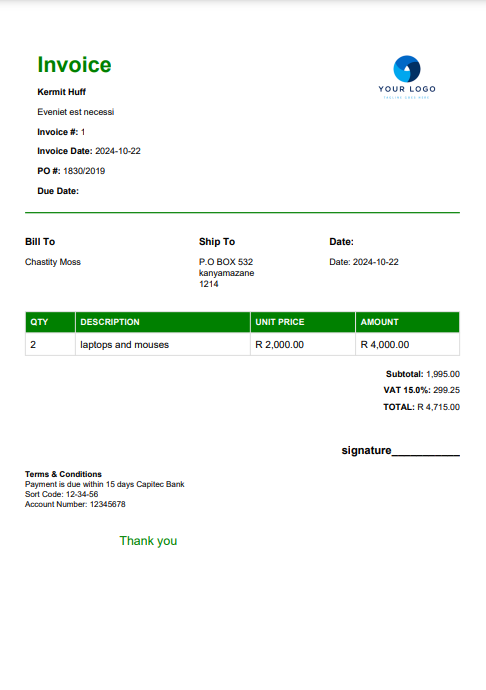 Invoice
Kermit Huff
Eveniet est necessi
Invoice #: 1
Invoice Date: 2024-10-22
PO #: 1830/2019
Due Date:
YOUR LOGO
TAGLINE GOES HERE
Bill To
Chastity Moss
Ship To
P.O BOX 532
kanyamazane
1214
Date:
Date: 2024-10-22
QTY DESCRIPTION UNIT PRICE AMOUNT
2 laptops and mouses R 2,000.00 R 4,000.00
Subtotal: 1,995.00
VAT 15.0%: 299.25
TOTAL: R 4,715.00
signature___________
Terms & Conditions
Payment is due within 15 days Capitec Bank
Sort Code: 12-34-56
Account Number: 12345678
Thank you